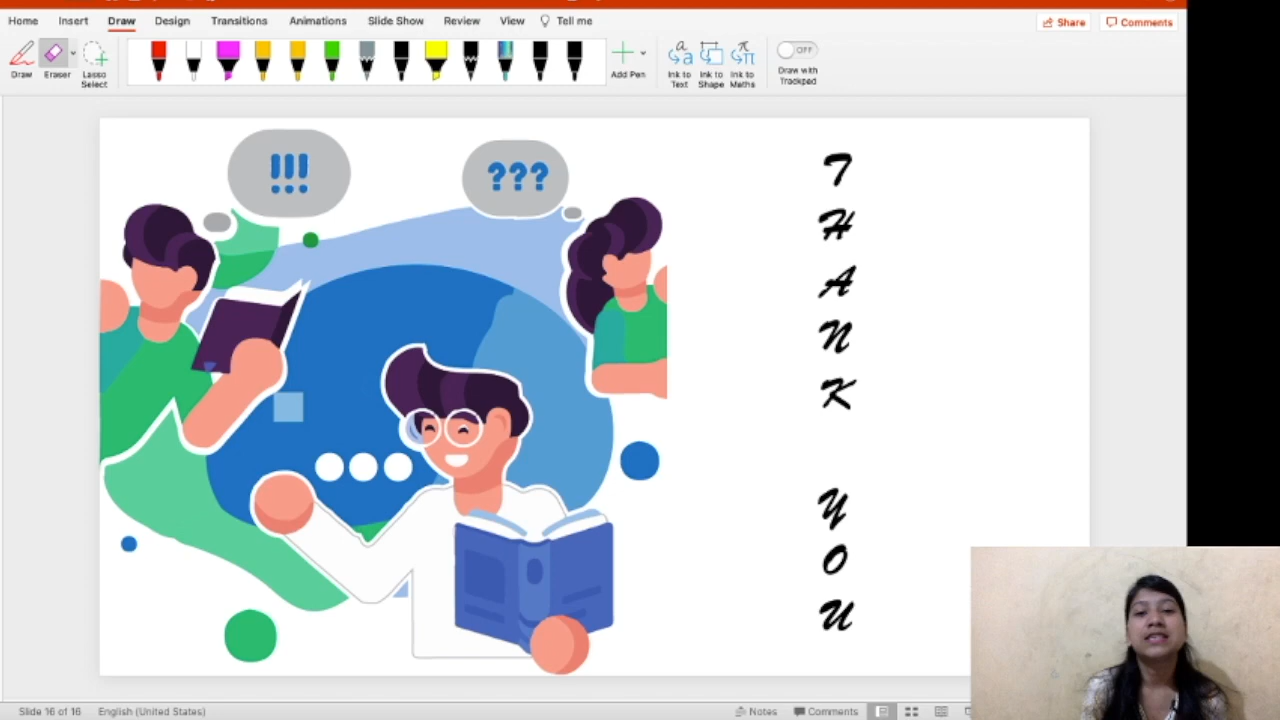 Home Insert Draw Design Transitions Animations Slide Show Review View Tell me Share Comments
Draw Eraser Lasso Select Add Pen Ink to Text Ink to Shape Ink to Maths OFF Draw with Trackpad
!!! ???
T
H
A
N
K
Y
O
U
Slide 16 of 16 English (United States) Notes Comments